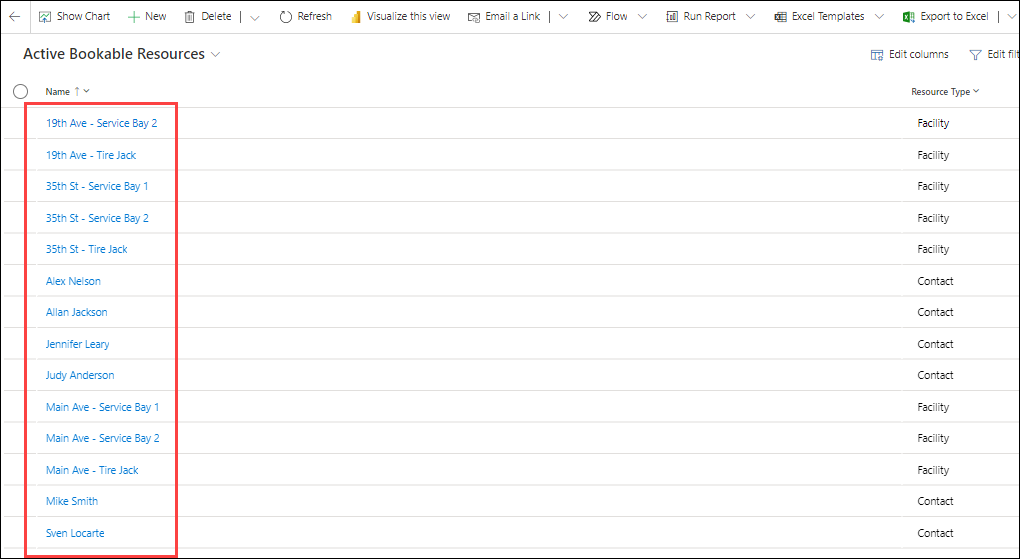 Show Chart New Delete | Refresh Visualize this view Email a Link | Flow Run Report Excel Templates Export to Excel |
Active Bookable Resources Edit columns Edit filt
Name ↑ Resource Type
19th Ave - Service Bay 2 Facility
19th Ave - Tire Jack Facility
35th St - Service Bay 1 Facility
35th St - Service Bay 2 Facility
35th St - Tire Jack Facility
Alex Nelson Contact
Allan Jackson Contact
Jennifer Leary Contact
Judy Anderson Contact
Main Ave - Service Bay 1 Facility
Main Ave - Service Bay 2 Facility
Main Ave - Tire Jack Facility
Mike Smith Contact
Sven Locarte Contact